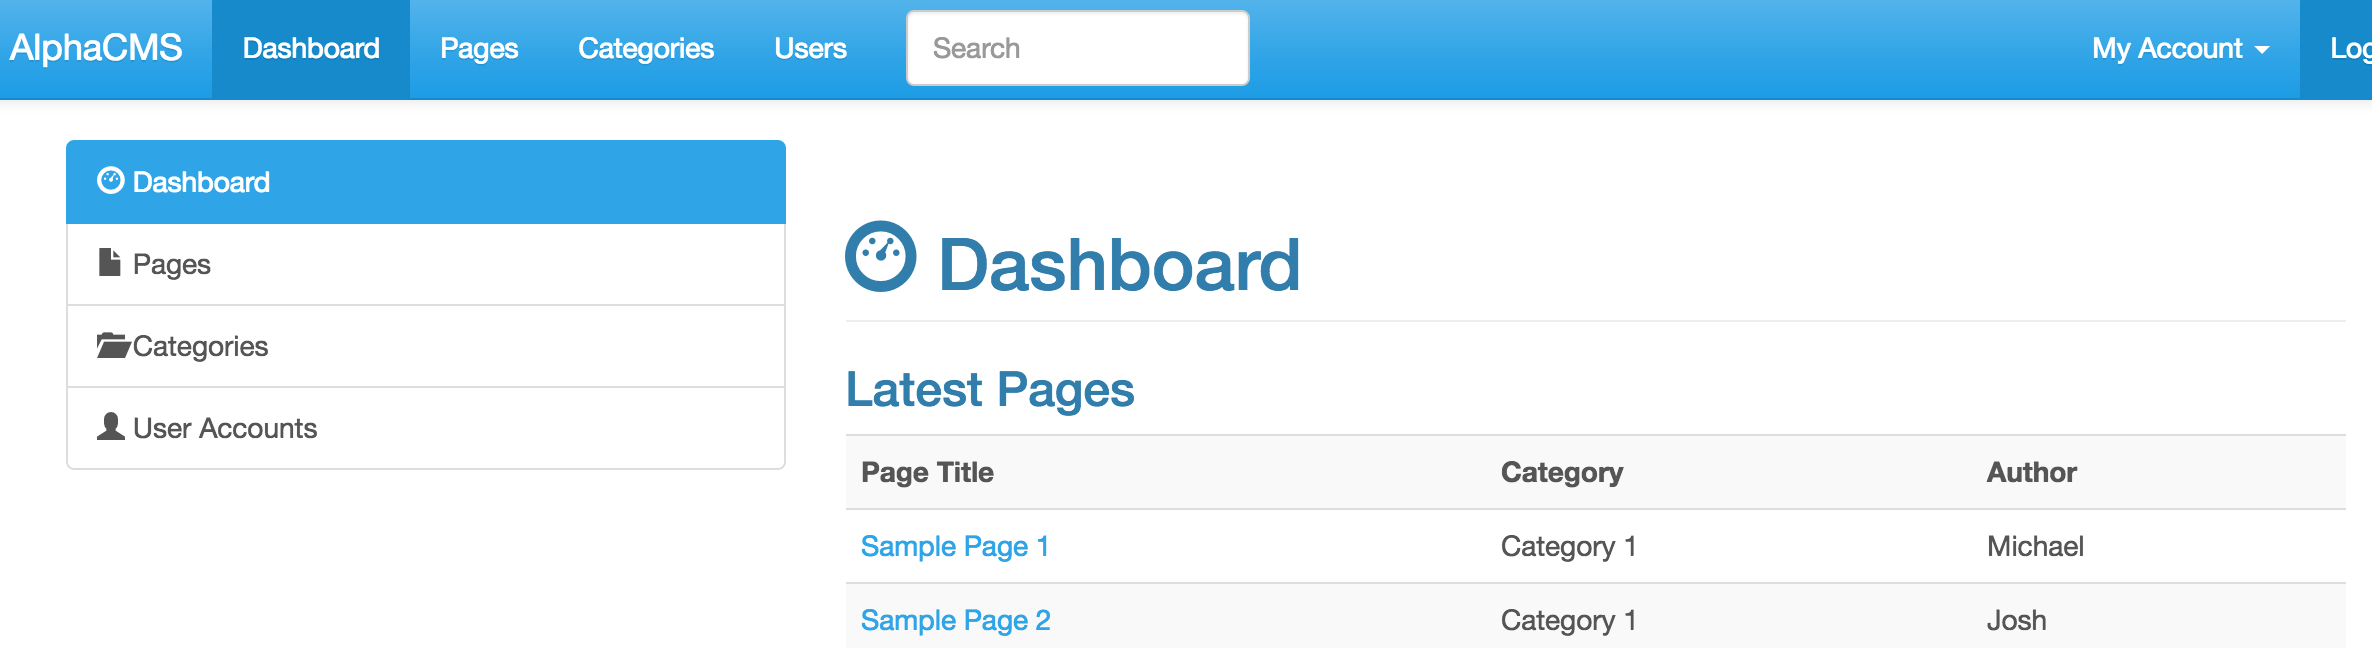 AlphaCMS Dashboard Pages Categories Users Search My Account Log
Dashboard
Pages
Categories
User Accounts
Dashboard
Latest Pages
Page Title Category Author
Sample Page 1 Category 1 Michael
Sample Page 2 Category 1 Josh